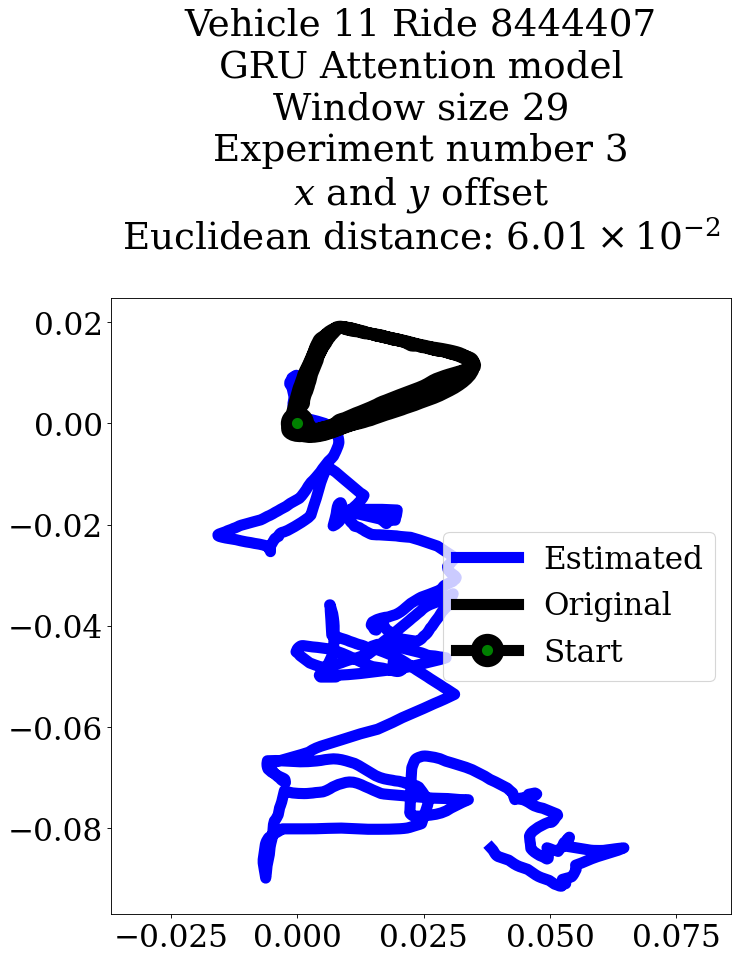 Vehicle 11 Ride 8444407
GRU Attention model
Window size 29
Experiment number 3
x and y offset
Euclidean distance: 6.01 × 10⁻²
0.02
0.00
−0.02
−0.04
−0.06
−0.08
Estimated
Original
Start
−0.025 0.000 0.025 0.050 0.075